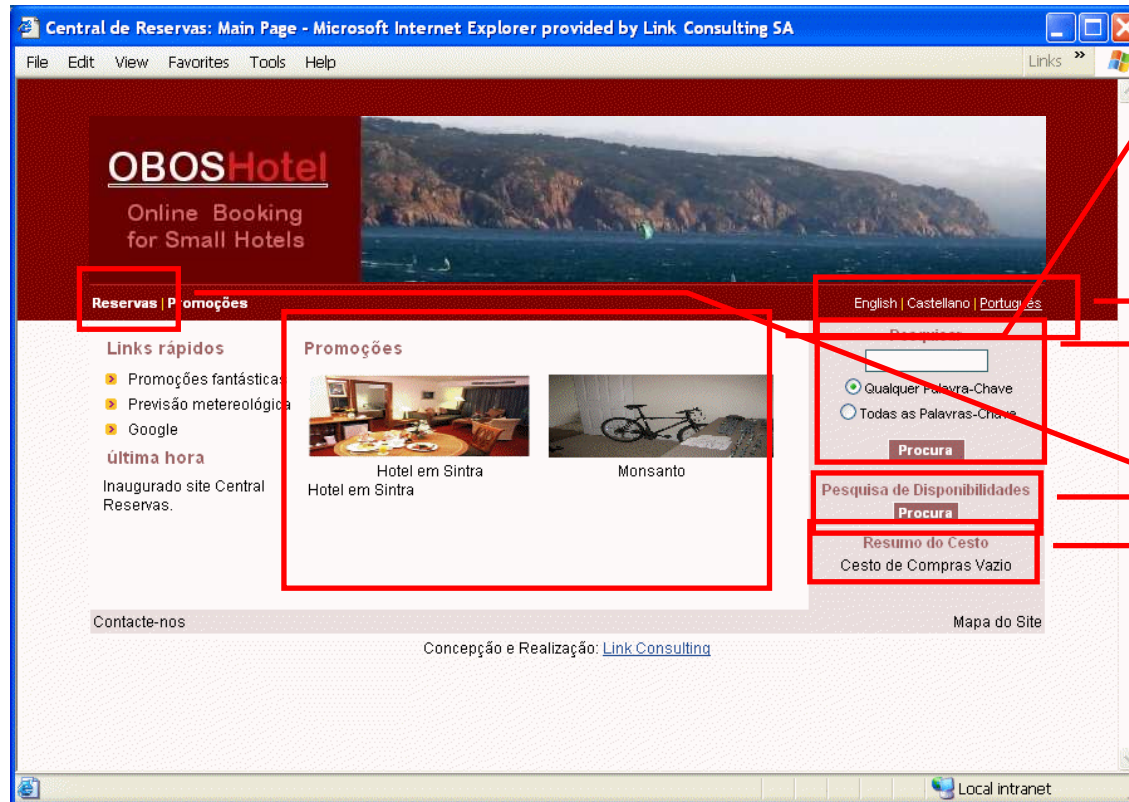 Central de Reservas: Main Page - Microsoft Internet Explorer provided by Link Consulting SA
File Edit View Favorites Tools Help Links »
OBOSHotel
Online Booking
for Small Hotels
Reservas | Promoções
English | Castellano | Português
Links rápidos
Promoções fantásticas
Previsão metereológica
Google
última hora
Inaugurado site Central
Reservas.
Promoções
Hotel em Sintra
Hotel em Sintra
Monsanto
Pesquisar
Qualquer Palavra-Chave
Todas as Palavras-Chave
Procura
Pesquisa de Disponibilidades
Procura
Resumo do Cesto
Cesto de Compras Vazio
Contacte-nos
Mapa do Site
Concepção e Realização: Link Consulting
Local intranet